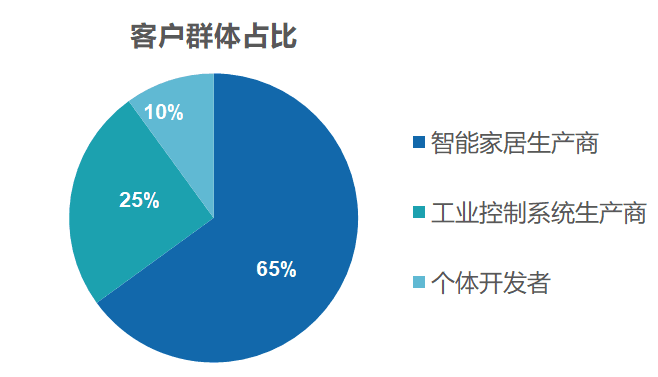 客户群体占比
10%
25%
65%
智能家居生产商
工业控制系统生产商
个体开发者